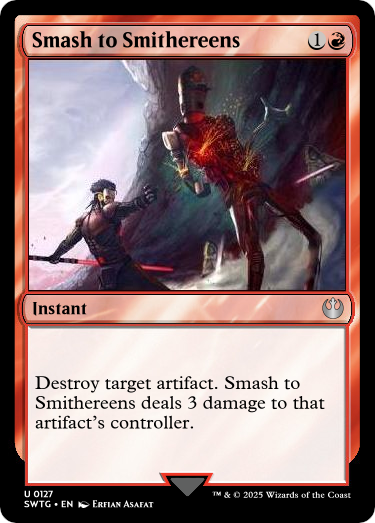 Smash to Smithereens 1
Instant
Destroy target artifact. Smash to
Smithereens deals 3 damage to that
artifact's controller.
U 0127
SWTG • EN Erfian Asafat
™ & © 2025 Wizards of the Coast